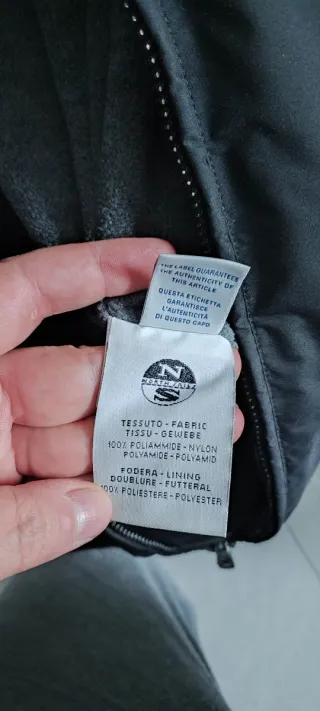 THE LABEL GUARANTEES
THE AUTHENTICITY OF
THIS ARTICLE
QUESTA ETICHETTA
GARANTISCE
L'AUTENTICITÀ
DI QUESTO CAPO
N
NORTH SAILS
S
TESSUTO - FABRIC
TISSU - GEWEBE
100% POLIAMMIDE - NYLON
POLYAMIDE - POLYAMID
FODERA - LINING
DOUBLURE - FUTTERAL
100% POLIESTERE - POLYESTER